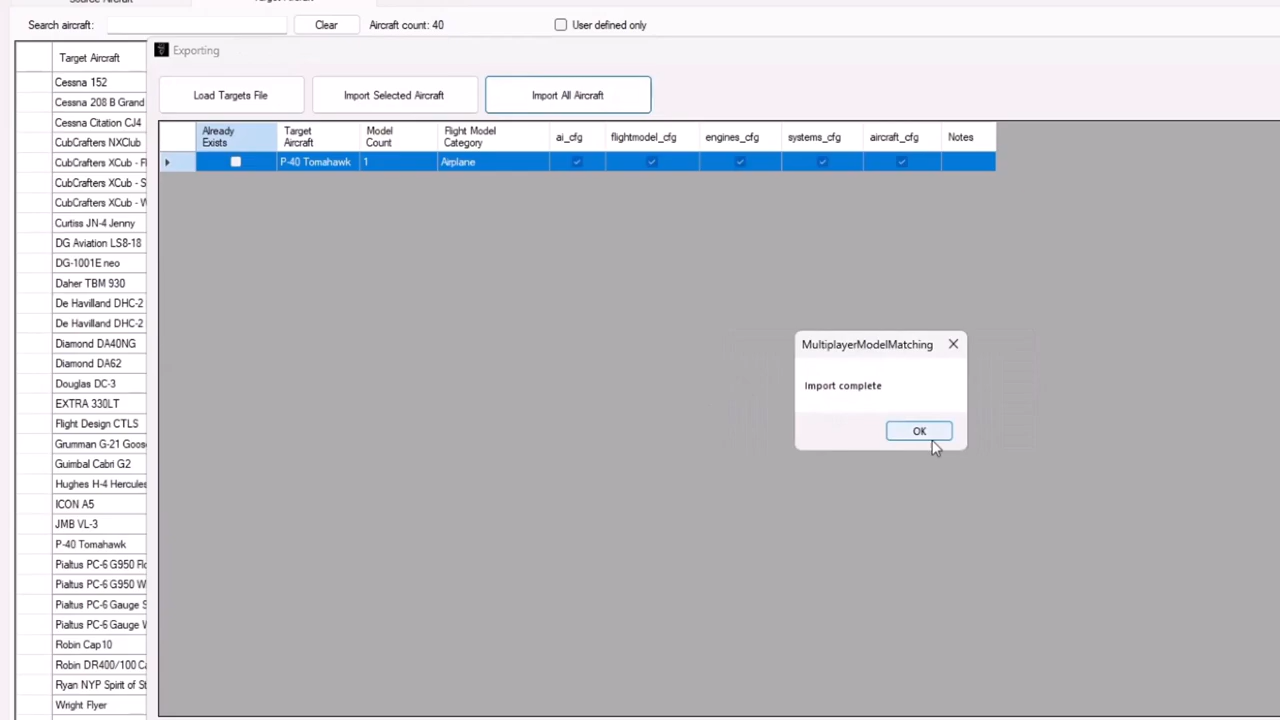 Search aircraft:
Clear
Aircraft count: 40
User defined only
Target Aircraft
Cessna 152
Cessna 208 B Grand
Cessna Citation CJ4
CubCrafters NXCub
CubCrafters XCub - F
CubCrafters XCub - S
CubCrafters XCub - W
Curtiss JN-4 Jenny
DG Aviation LS8-18
DG-1001E neo
Daher TBM 930
De Havilland DHC-2
De Havilland DHC-2
Diamond DA40NG
Diamond DA62
Douglas DC-3
EXTRA 330LT
Flight Design CTLS
Grumman G-21 Goos
Guimbal Cabri G2
Hughes H-4 Hercules
ICON A5
JMB VL-3
P-40 Tomahawk
Pialtus PC-6 G950 Flo
Pialtus PC-6 G950 W
Pialtus PC-6 Gauge S
Pialtus PC-6 Gauge W
Robin Cap10
Robin DR400/100 Ca
Ryan NYP Spirit of St
Wright Flyer
Exporting
Load Targets File
Import Selected Aircraft
Import All Aircraft
Already Exists
Target Aircraft
Model Count
Flight Model Category
ai_cfg
flightmodel_cfg
engines_cfg
systems_cfg
aircraft_cfg
Notes
P-40 Tomahawk
1
Airplane
MultiplayerModelMatching
Import complete
OK